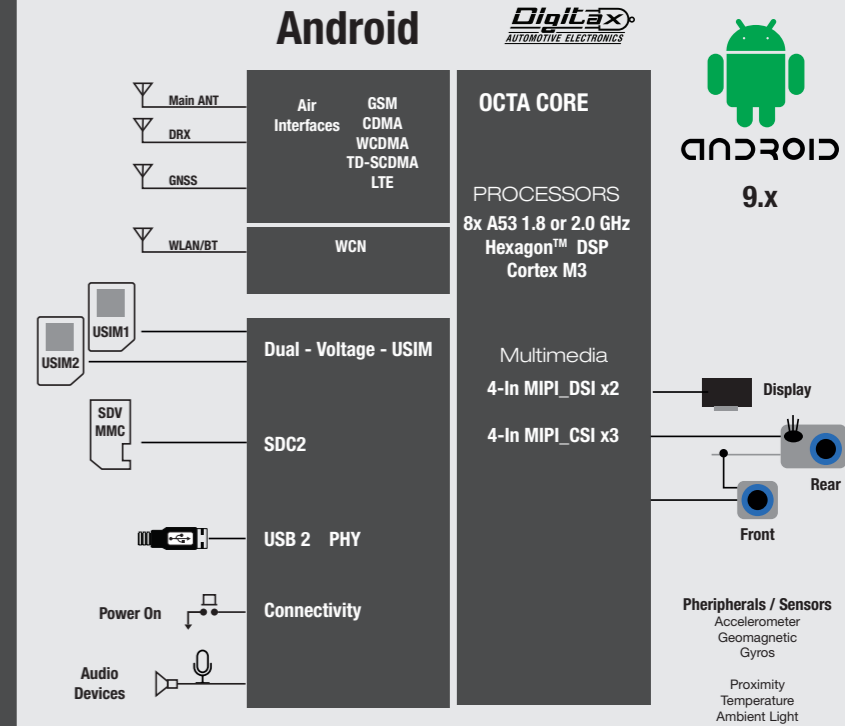 Android
Digitax
AUTOMOTIVE ELECTRONICS
ANDROID
9.x
Main ANT
DRX
GNSS
WLAN/BT
Air
Interfaces
GSM
CDMA
WCDMA
TD-SCDMA
LTE
WCN
OCTA CORE
PROCESSORS
8x A53 1.8 or 2.0 GHz
Hexagon™ DSP
Cortex M3
USIM1
USIM2
Dual - Voltage - USIM
SDV
MMC
SDC2
USB 2 PHY
Power On
Connectivity
Audio
Devices
Multimedia
4-In MIPI_DSI x2
4-In MIPI_CSI x3
Display
Rear
Front
Pheripherals / Sensors
Accelerometer
Geomagnetic
Gyros
Proximity
Temperature
Ambient Light